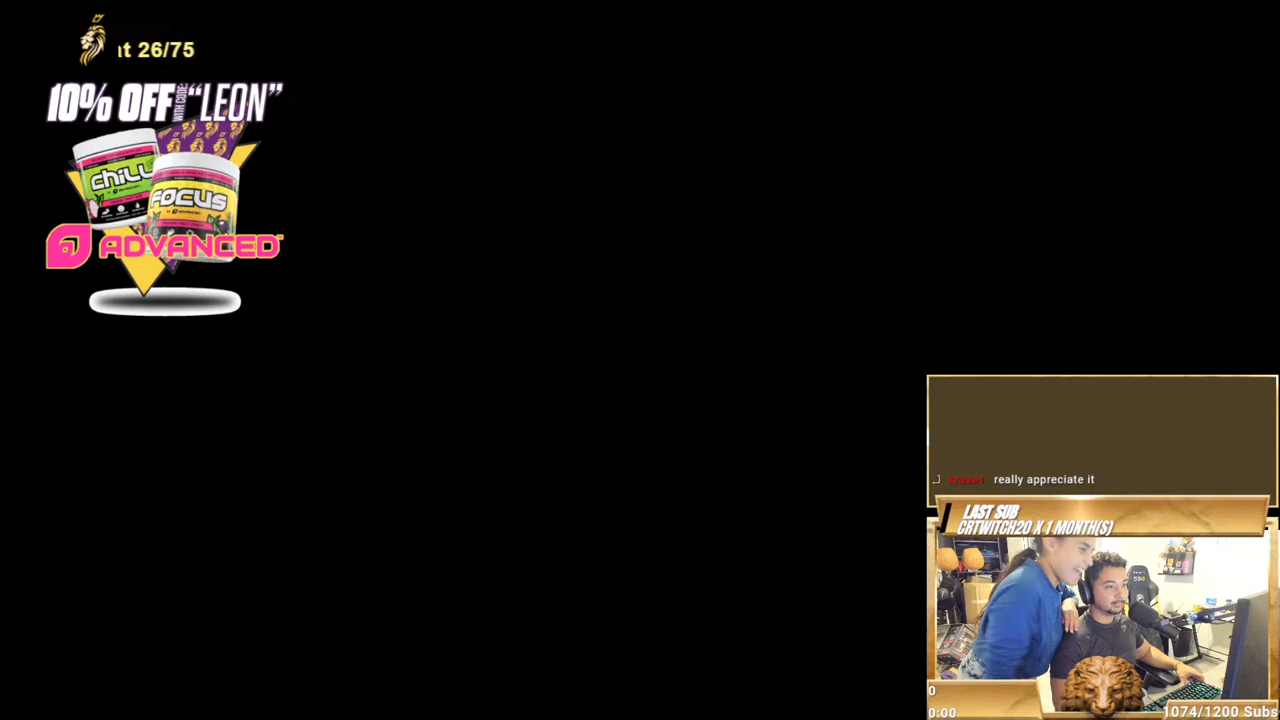 at 26/75
10% OFF WITH CODE: "LEON"
chill
FOCUS
ADVANCED
really appreciate it
LAST SUB
CRTWITCH20 X 1 MONTH(S)
0
0:00
1074/1200 Subs